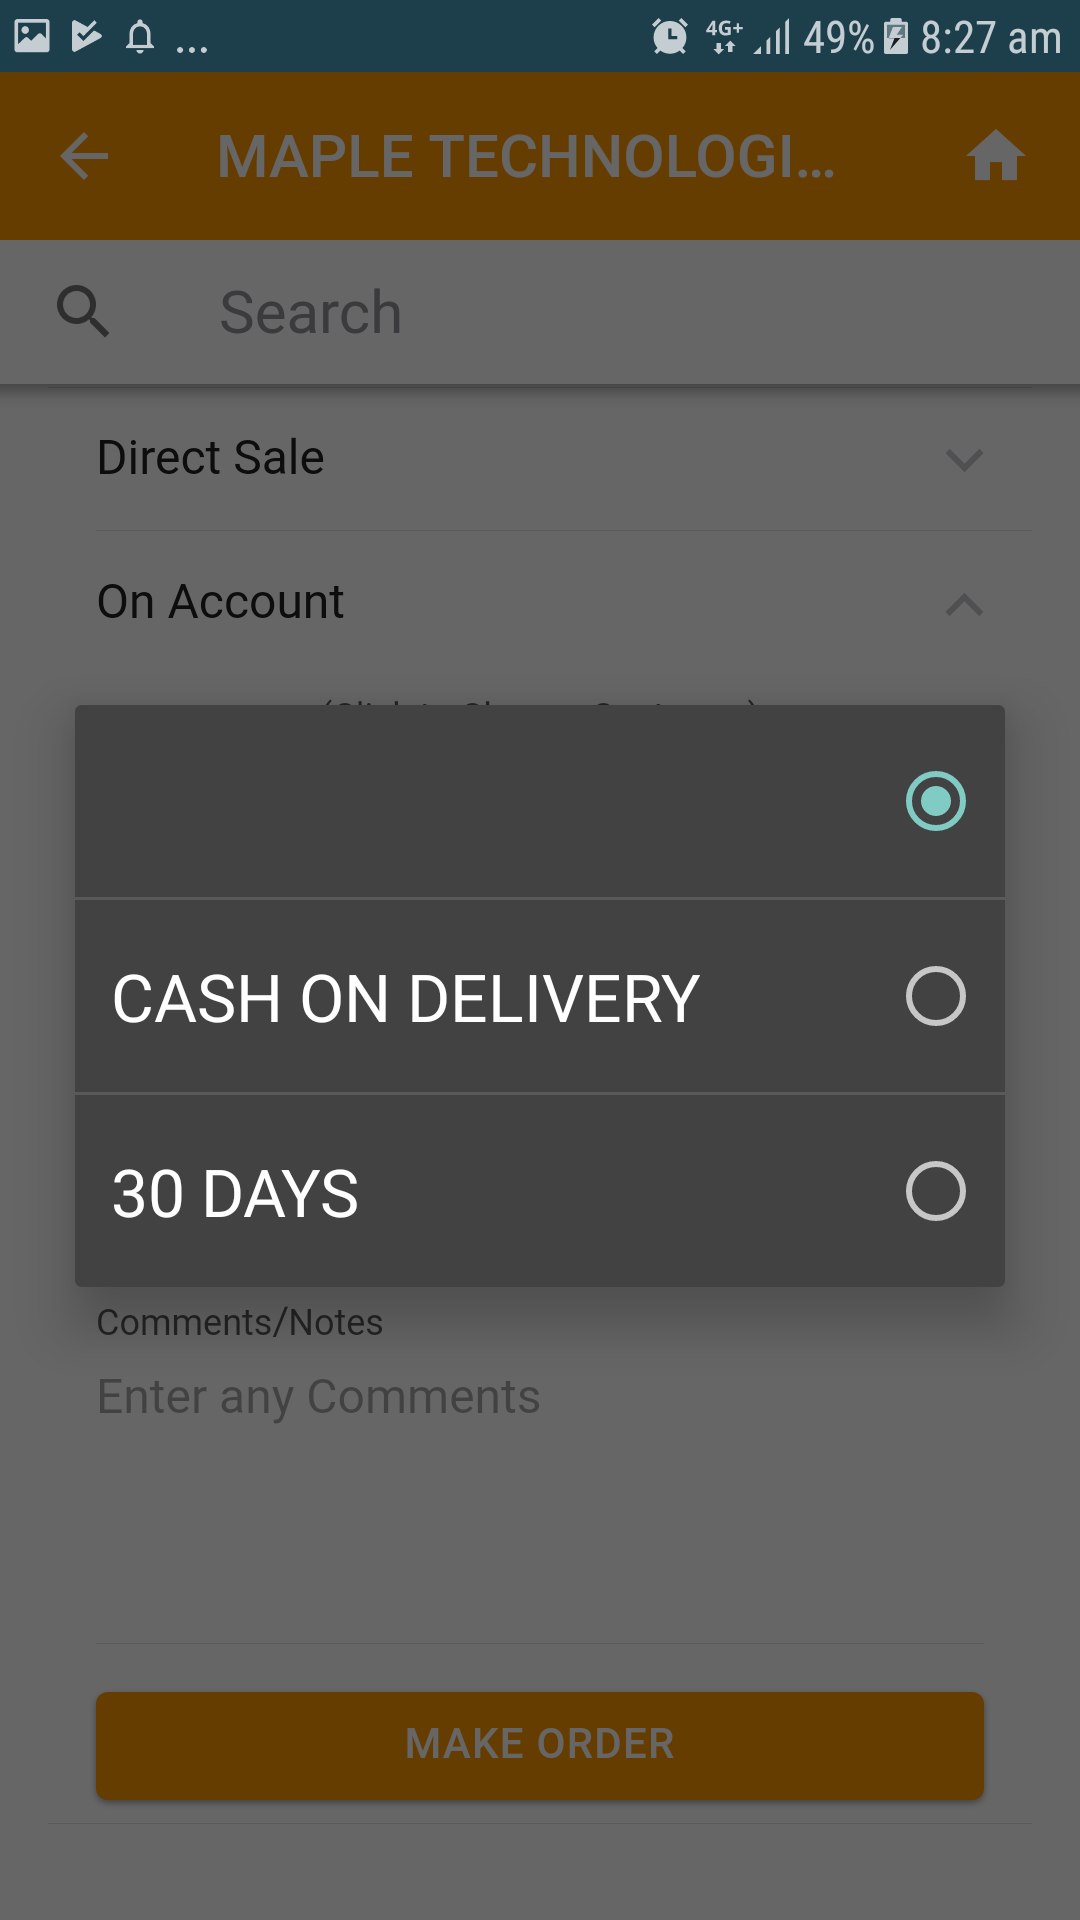 ... 4G+ 49% 8:27 am
MAPLE TECHNOLOGI...
Search
Direct Sale
On Account
CASH ON DELIVERY
30 DAYS
Comments/Notes
Enter any Comments
MAKE ORDER